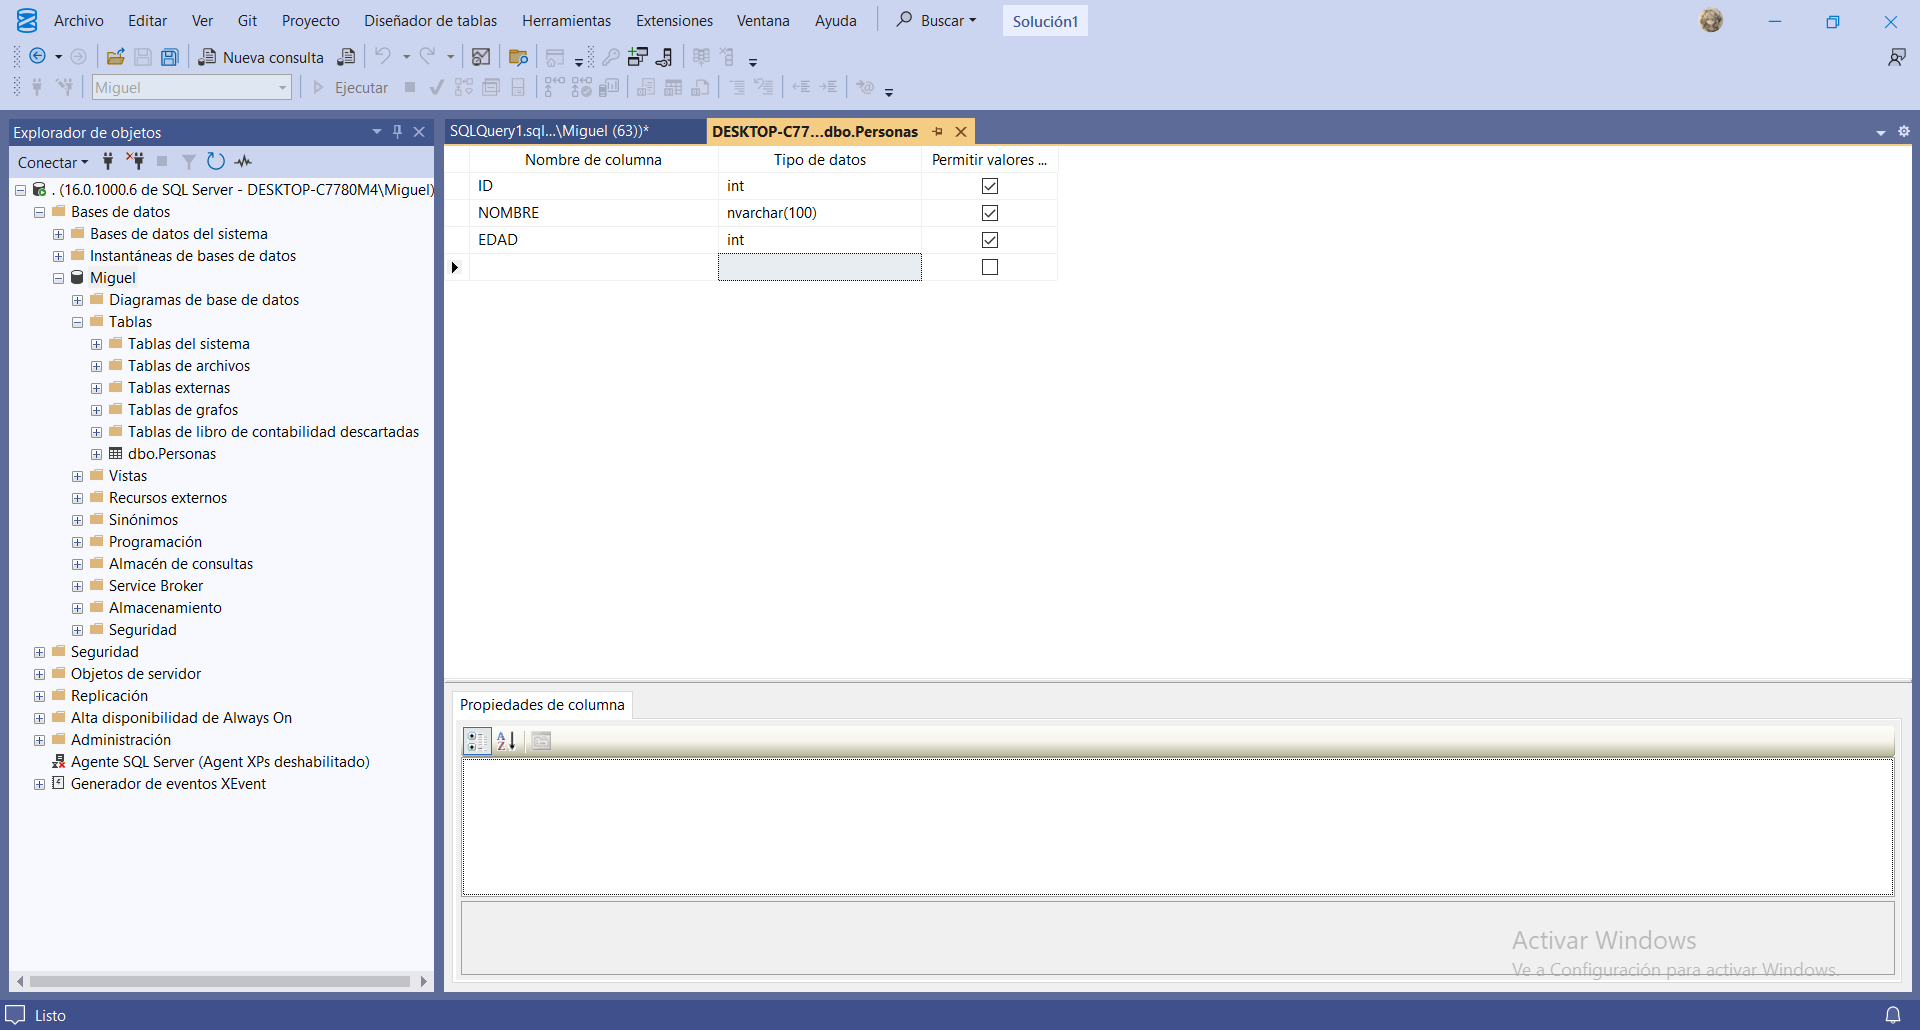 Archivo Editar Ver Git Proyecto Diseñador de tablas Herramientas Extensiones Ventana Ayuda Buscar Solución1
Nueva consulta
Miguel Ejecutar
Explorador de objetos
Conectar
. (16.0.1000.6 de SQL Server - DESKTOP-C7780M4\Miguel)
Bases de datos
Bases de datos del sistema
Instantáneas de bases de datos
Miguel
Diagramas de base de datos
Tablas
Tablas del sistema
Tablas de archivos
Tablas externas
Tablas de grafos
Tablas de libro de contabilidad descartadas
dbo.Personas
Vistas
Recursos externos
Sinónimos
Programación
Almacén de consultas
Service Broker
Almacenamiento
Seguridad
Seguridad
Objetos de servidor
Replicación
Alta disponibilidad de Always On
Administración
Agente SQL Server (Agent XPs deshabilitado)
Generador de eventos XEvent
SQLQuery1.sql...\Miguel (63))* DESKTOP-C77...dbo.Personas
Nombre de columna Tipo de datos Permitir valores ...
ID int
NOMBRE nvarchar(100)
EDAD int
Propiedades de columna
Activar Windows
Ve a Configuración para activar Windows.
Listo